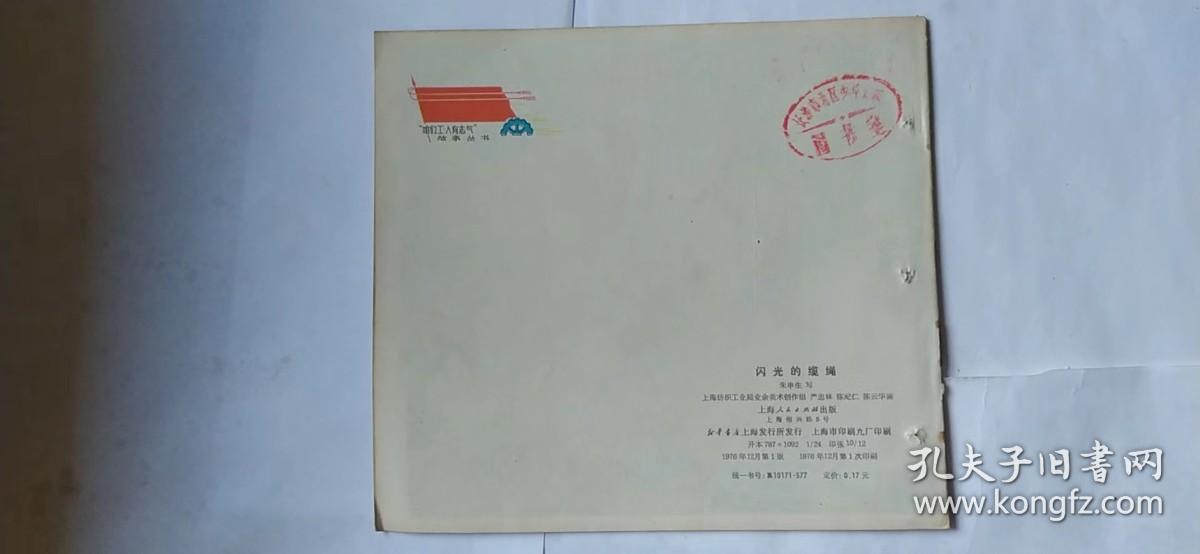 "咱们工人有志气"
故事丛书
图书室
闪光的缆绳
朱申生 写
上海纺织工业局业余美术创作组 严忠林 陈纪仁 陈云华画
上海人民出版社出版
上海绍兴路5号
新华书店上海发行所发行 上海市印刷九厂印刷
开本787×1092 1/24 印张10/12
1976年12月第1版 1976年12月第1次印刷
统一书号:R10171·577 定价:0.17元
孔夫子旧書网
www.kongfz.com